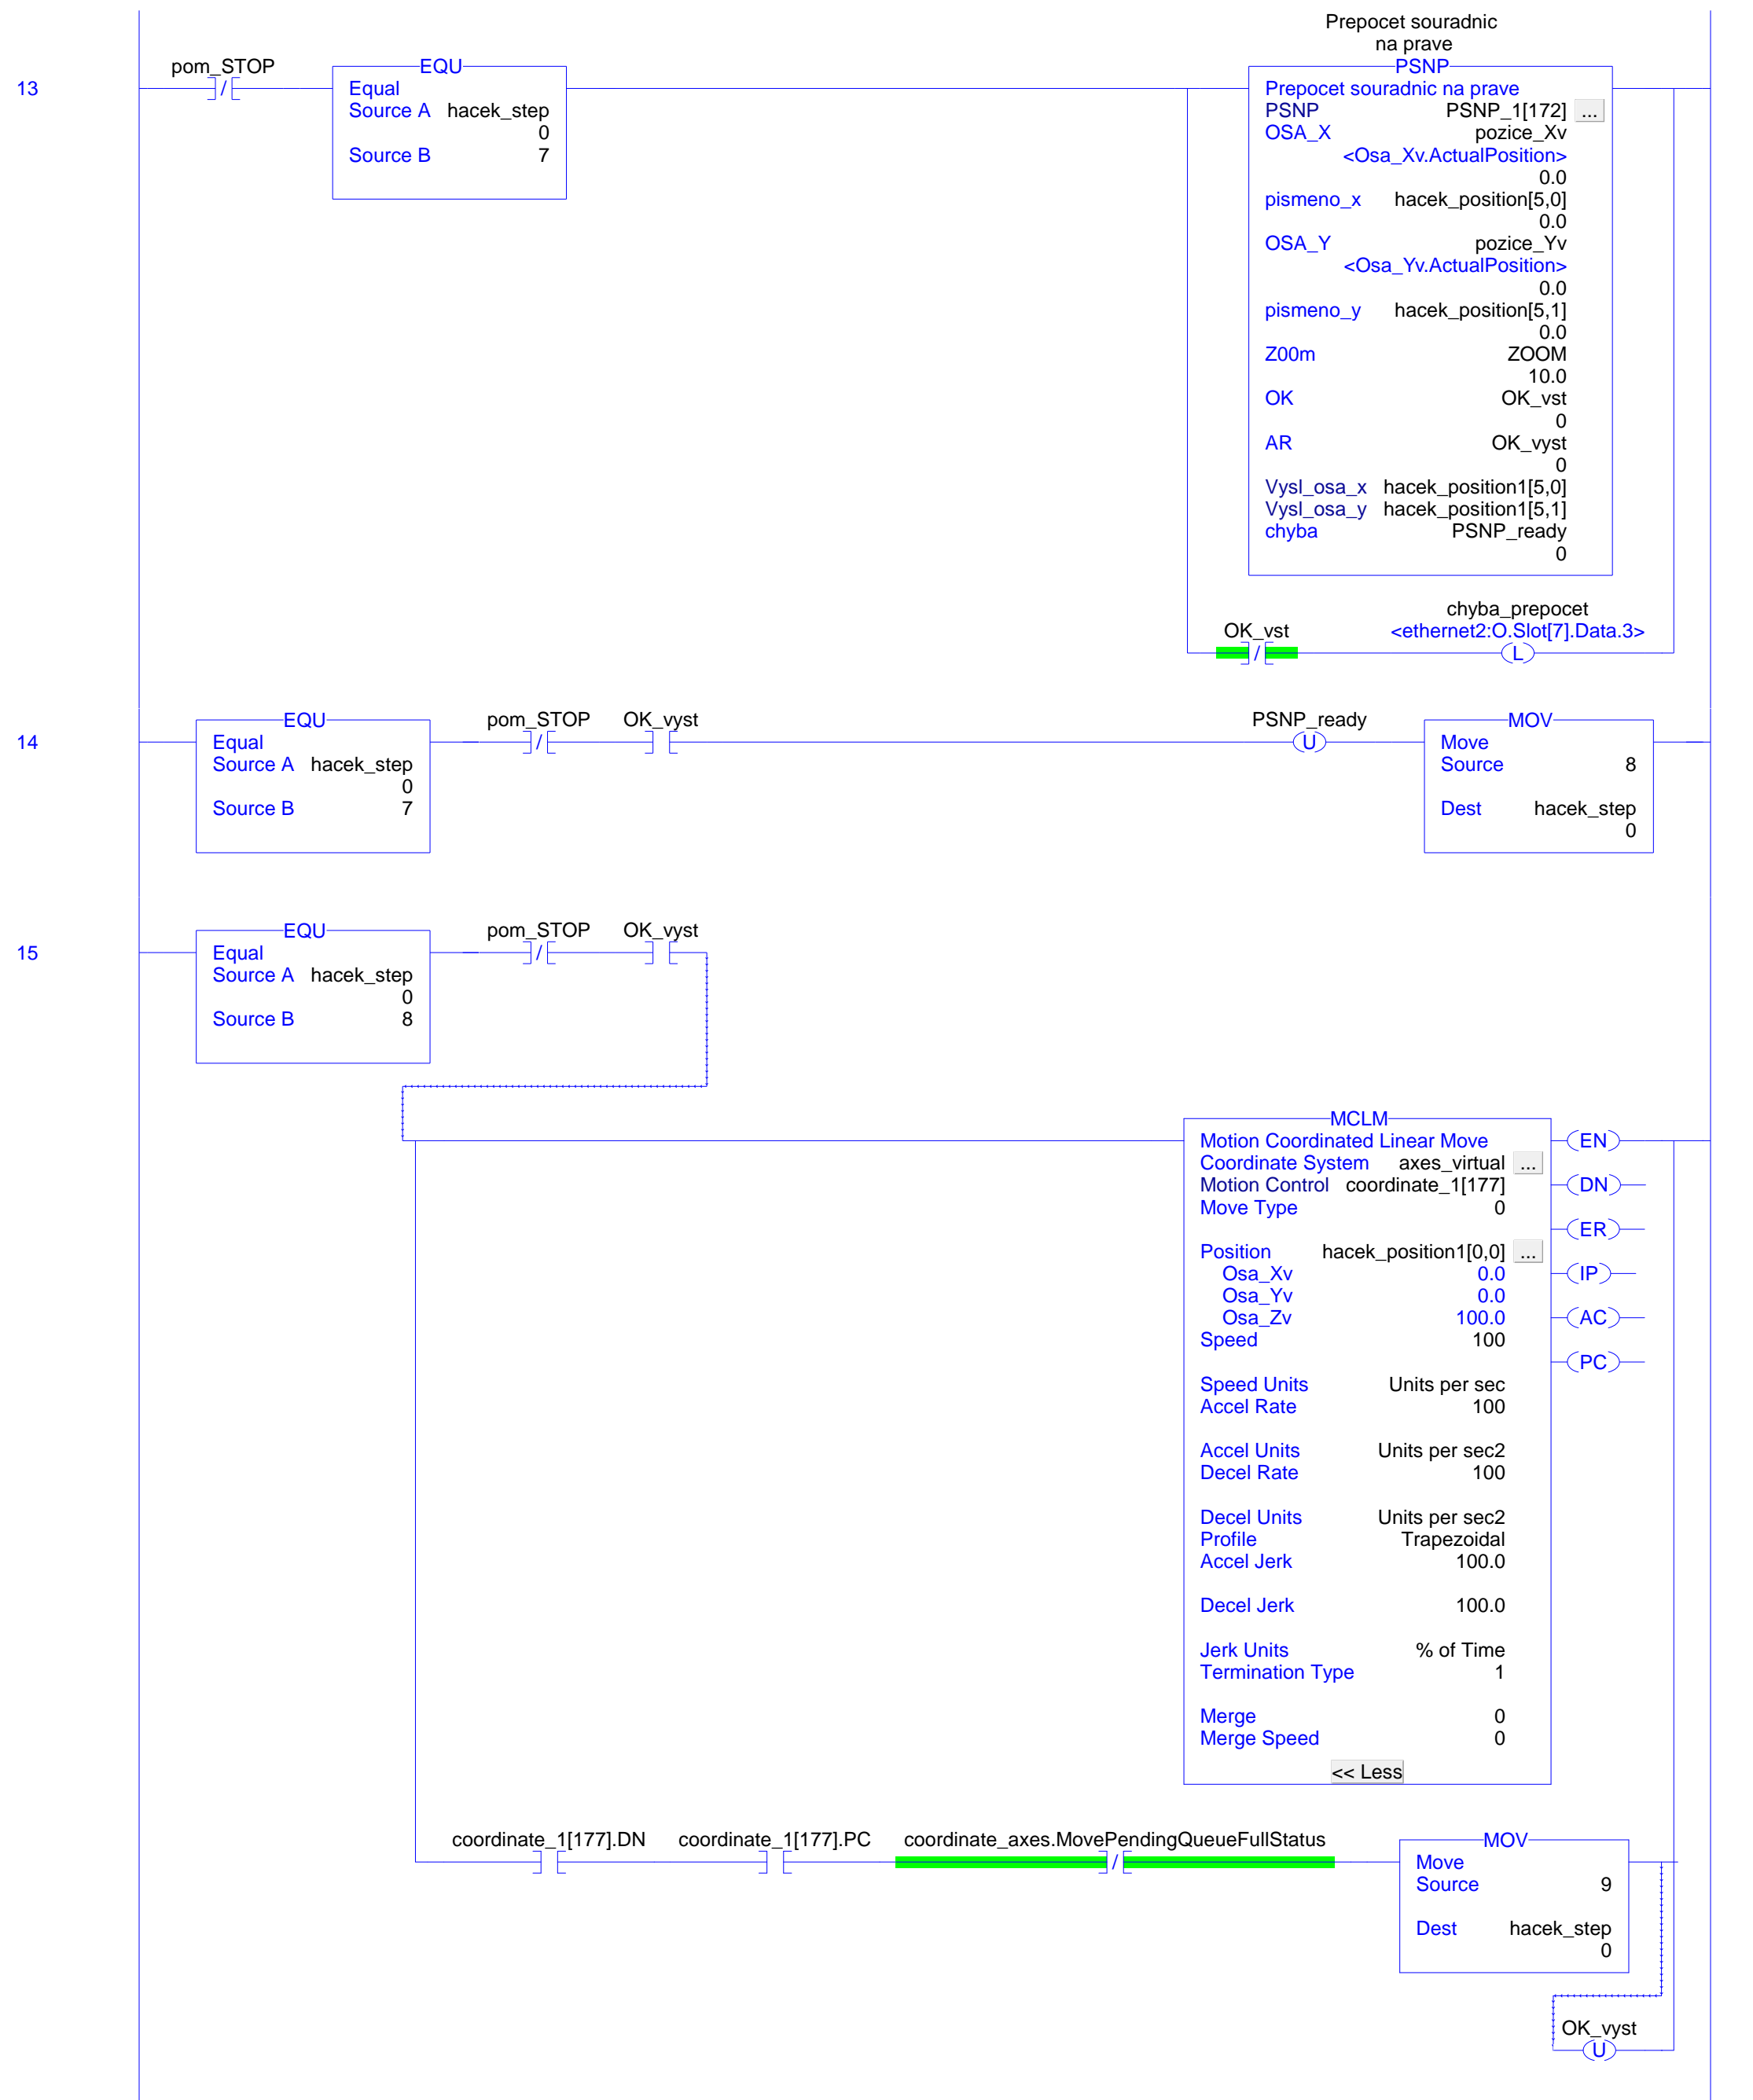 Prepocet souradnic
na prave
13
pom_STOP
EQU
Equal
Source A hacek_step
0
Source B 7
PSNP
Prepocet souradnic na prave
PSNP PSNP_1[172] ...
OSA_X pozice_Xv
<Osa_Xv.ActualPosition>
0.0
pismeno_x hacek_position[5,0]
0.0
OSA_Y pozice_Yv
<Osa_Yv.ActualPosition>
0.0
pismeno_y hacek_position[5,1]
0.0
Z00m ZOOM
10.0
OK OK_vst
0
AR OK_vyst
0
Vysl_osa_x hacek_position1[5,0]
Vysl_osa_y hacek_position1[5,1]
chyba PSNP_ready
0
OK_vst
/
chyba_prepocet
<ethernet2:O.Slot[7].Data.3>
L
14
EQU
Equal
Source A hacek_step
0
Source B 7
pom_STOP
/
OK_vyst
PSNP_ready
U
MOV
Move
Source 8
Dest hacek_step
0
15
EQU
Equal
Source A hacek_step
0
Source B 8
pom_STOP
/
OK_vyst
MCLM
Motion Coordinated Linear Move
Coordinate System axes_virtual ...
Motion Control coordinate_1[177]
Move Type 0
Position hacek_position1[0,0] ...
Osa_Xv 0.0
Osa_Yv 0.0
Osa_Zv 100.0
Speed 100
Speed Units Units per sec
Accel Rate 100
Accel Units Units per sec2
Decel Rate 100
Decel Units Units per sec2
Profile Trapezoidal
Accel Jerk 100.0
Decel Jerk 100.0
Jerk Units % of Time
Termination Type 1
Merge 0
Merge Speed 0
<< Less
EN
DN
ER
IP
AC
PC
coordinate_1[177].DN
coordinate_1[177].PC
coordinate_axes.MovePendingQueueFullStatus
/
MOV
Move
Source 9
Dest hacek_step
0
OK_vyst
U